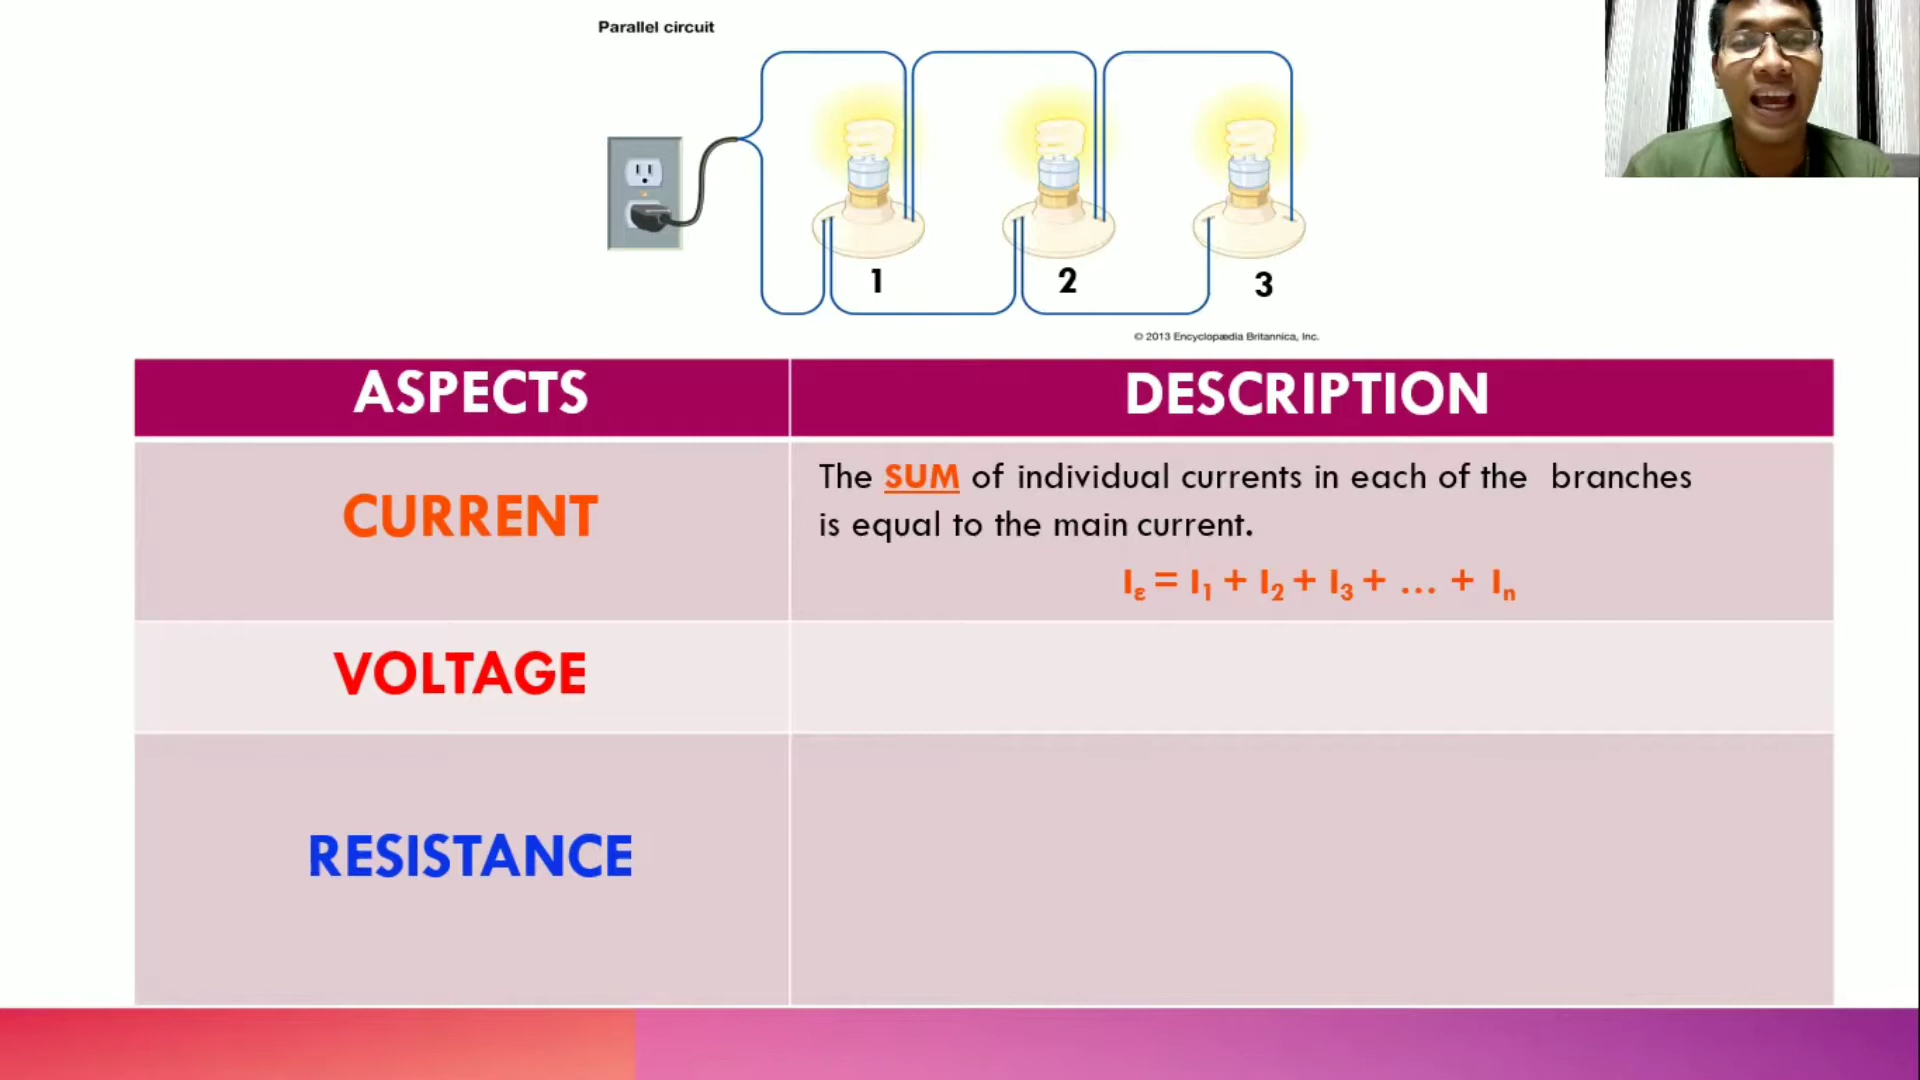 Parallel circuit
1
2
3
© 2013 Encyclopædia Britannica, Inc.
ASPECTS
DESCRIPTION
CURRENT
The SUM of individual currents in each of the branches
is equal to the main current.
Iε = I1 + I2 + I3 + ... + In
VOLTAGE
RESISTANCE